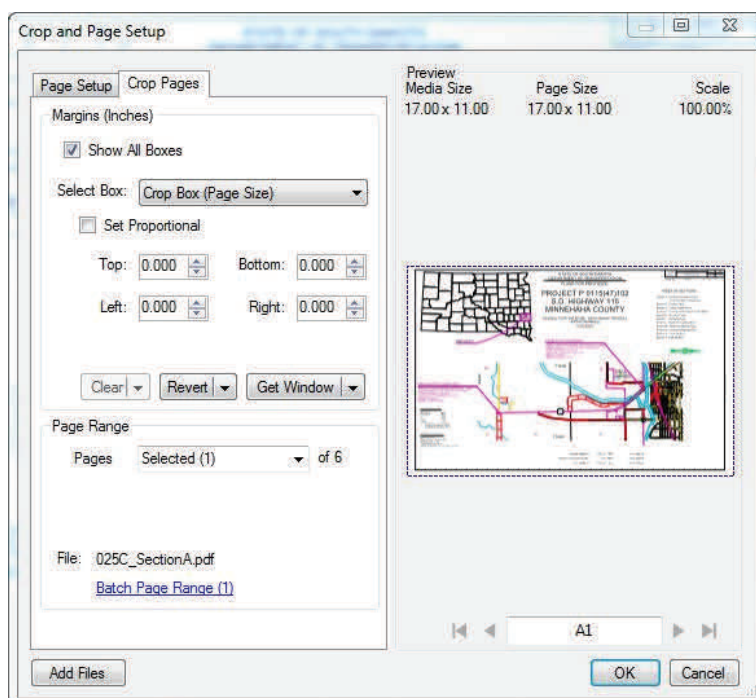 Crop and Page Setup
Page Setup
Crop Pages
Margins (Inches)
Show All Boxes
Select Box: Crop Box (Page Size)
Set Proportional
Top: 0.000 Bottom: 0.000
Left: 0.000 Right: 0.000
Clear Revert Get Window
Page Range
Pages Selected (1) of 6
File: 025C_SectionA.pdf
Batch Page Range (1)
Add Files
Preview
Media Size Page Size Scale
17.00 x 11.00 17.00 x 11.00 100.00%
PROJECT P 0115(47)103
S.D. HIGHWAY 115
MINNEHAHA COUNTY
A1
OK Cancel